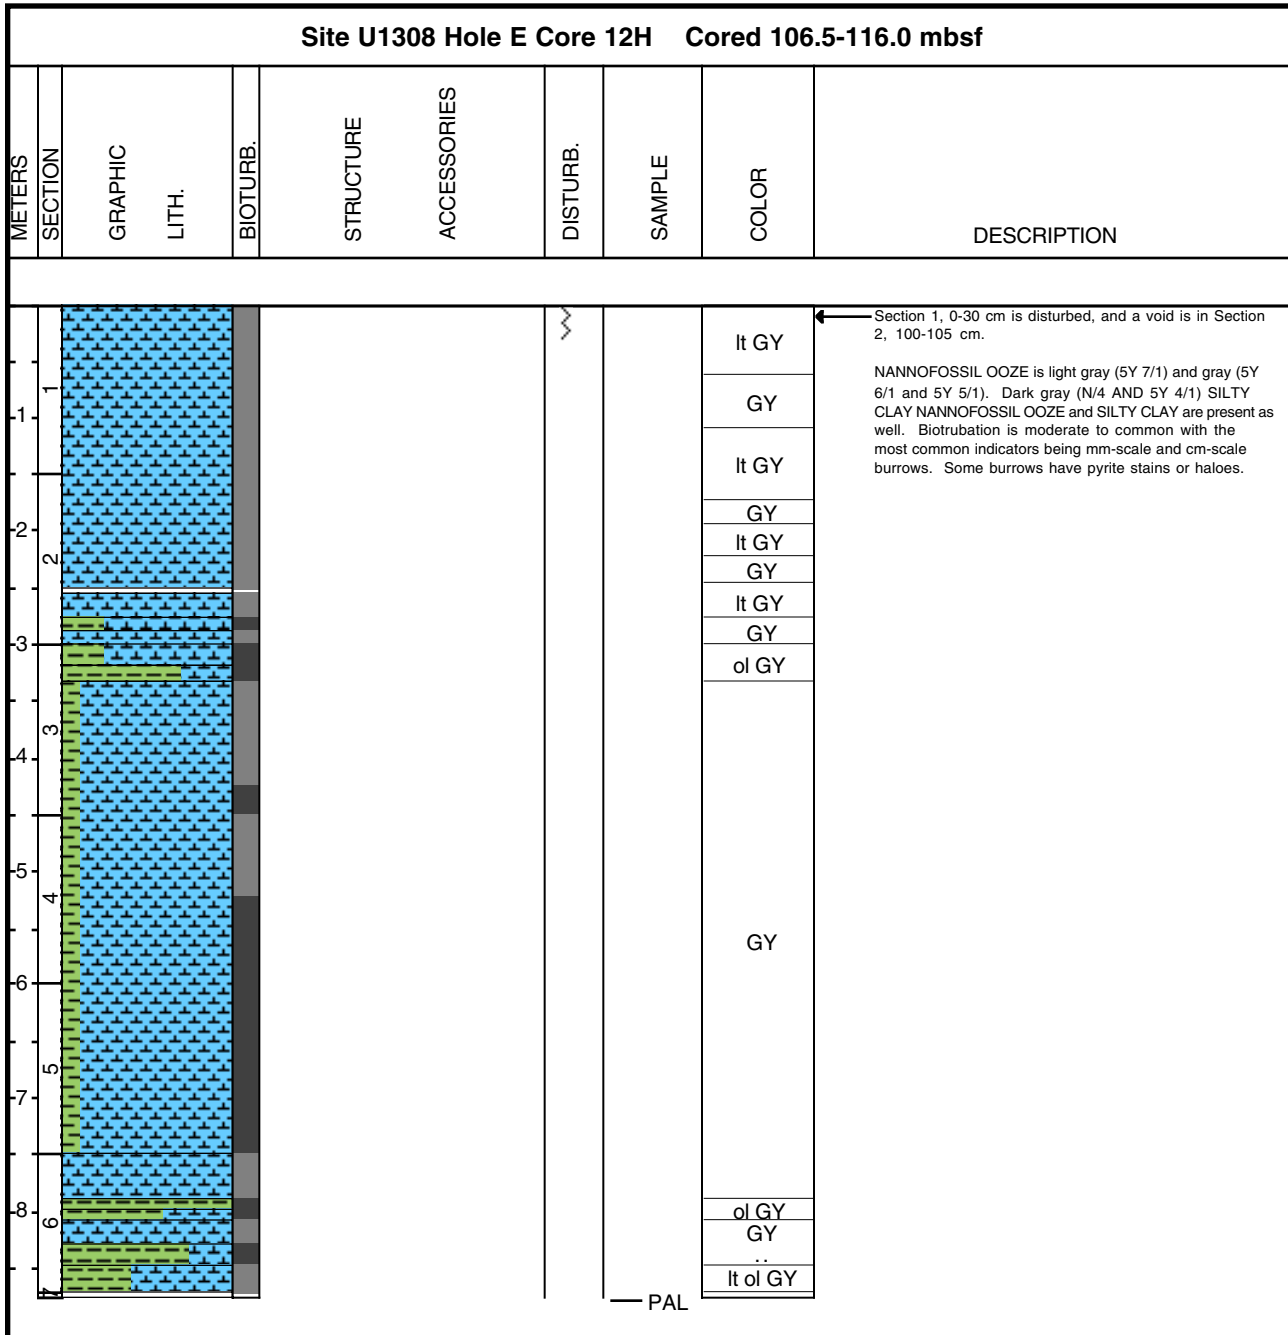 Site U1308 Hole E Core 12H Cored 106.5-116.0 mbsf
METERS
SECTION
GRAPHIC
LITH.
BIOTURB.
STRUCTURE
ACCESSORIES
DISTURB.
SAMPLE
COLOR
DESCRIPTION
Section 1, 0-30 cm is disturbed, and a void is in Section
2, 100-105 cm.
NANNOFOSSIL OOZE is light gray (5Y 7/1) and gray (5Y
6/1 and 5Y 5/1). Dark gray (N/4 AND 5Y 4/1) SILTY
CLAY NANNOFOSSIL OOZE and SILTY CLAY are present as
well. Biotrubation is moderate to common with the
most common indicators being mm-scale and cm-scale
burrows. Some burrows have pyrite stains or haloes.
1
2
3
4
5
6
7
8
1
2
3
4
5
6
7
lt GY
GY
lt GY
GY
lt GY
GY
lt GY
GY
ol GY
GY
ol GY
GY
..
lt ol GY
PAL